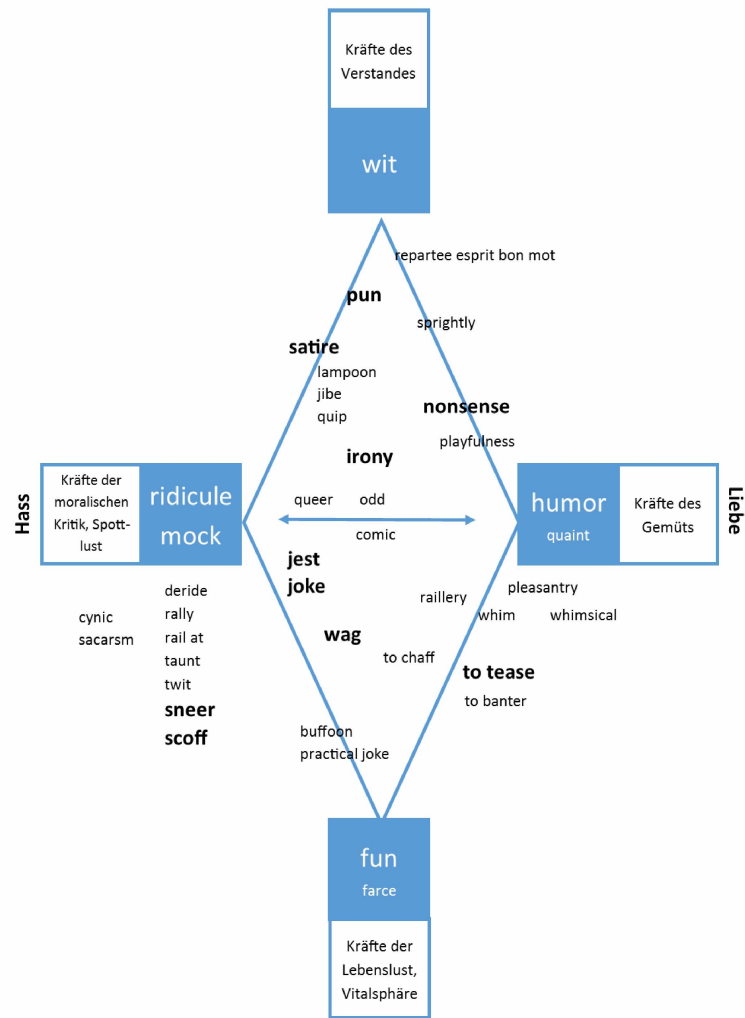 Kräfte des
Verstandes
wit
repartee esprit bon mot
pun
sprightly
satire
lampoon
jibe
quip
nonsense
playfulness
irony
Hass
Kräfte der
moralischen
Kritik, Spott-
lust
ridicule
mock
queer odd
comic
humor
quaint
Kräfte des
Gemüts
Liebe
jest
joke
deride
rally
rail at
taunt
twit
sneer
scoff
cynic
sacarsm
raillery
pleasantry
whim whimsical
wag
to chaff
to tease
to banter
buffoon
practical joke
fun
farce
Kräfte der
Lebenslust,
Vitalsphäre